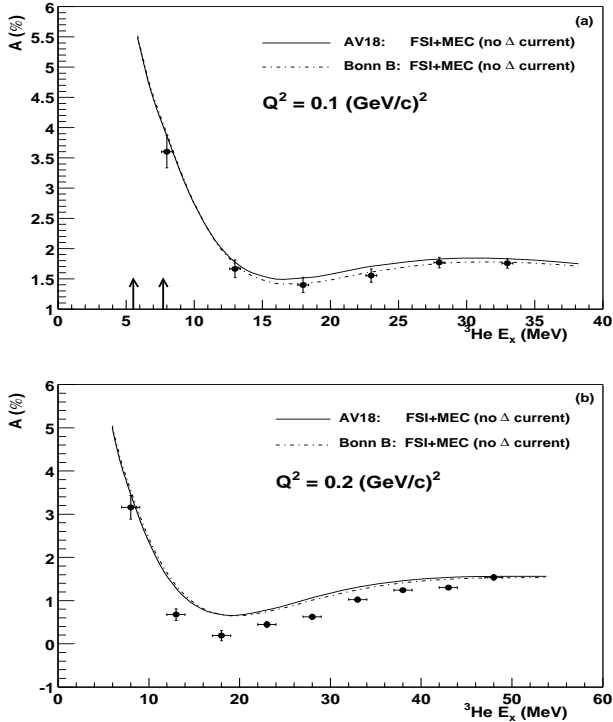 A (%)
(a)
5.5
5
4.5
4
3.5
3
2.5
2
1.5
1
AV18: FSI+MEC (no Δ current)
Bonn B: FSI+MEC (no Δ current)
Q² = 0.1 (GeV/c)²
0 5 10 15 20 25 30 35 40
³He Eₓ (MeV)
A (%)
(b)
6
5
4
3
2
1
0
-1
AV18: FSI+MEC (no Δ current)
Bonn B: FSI+MEC (no Δ current)
Q² = 0.2 (GeV/c)²
0 10 20 30 40 50 60
³He Eₓ (MeV)